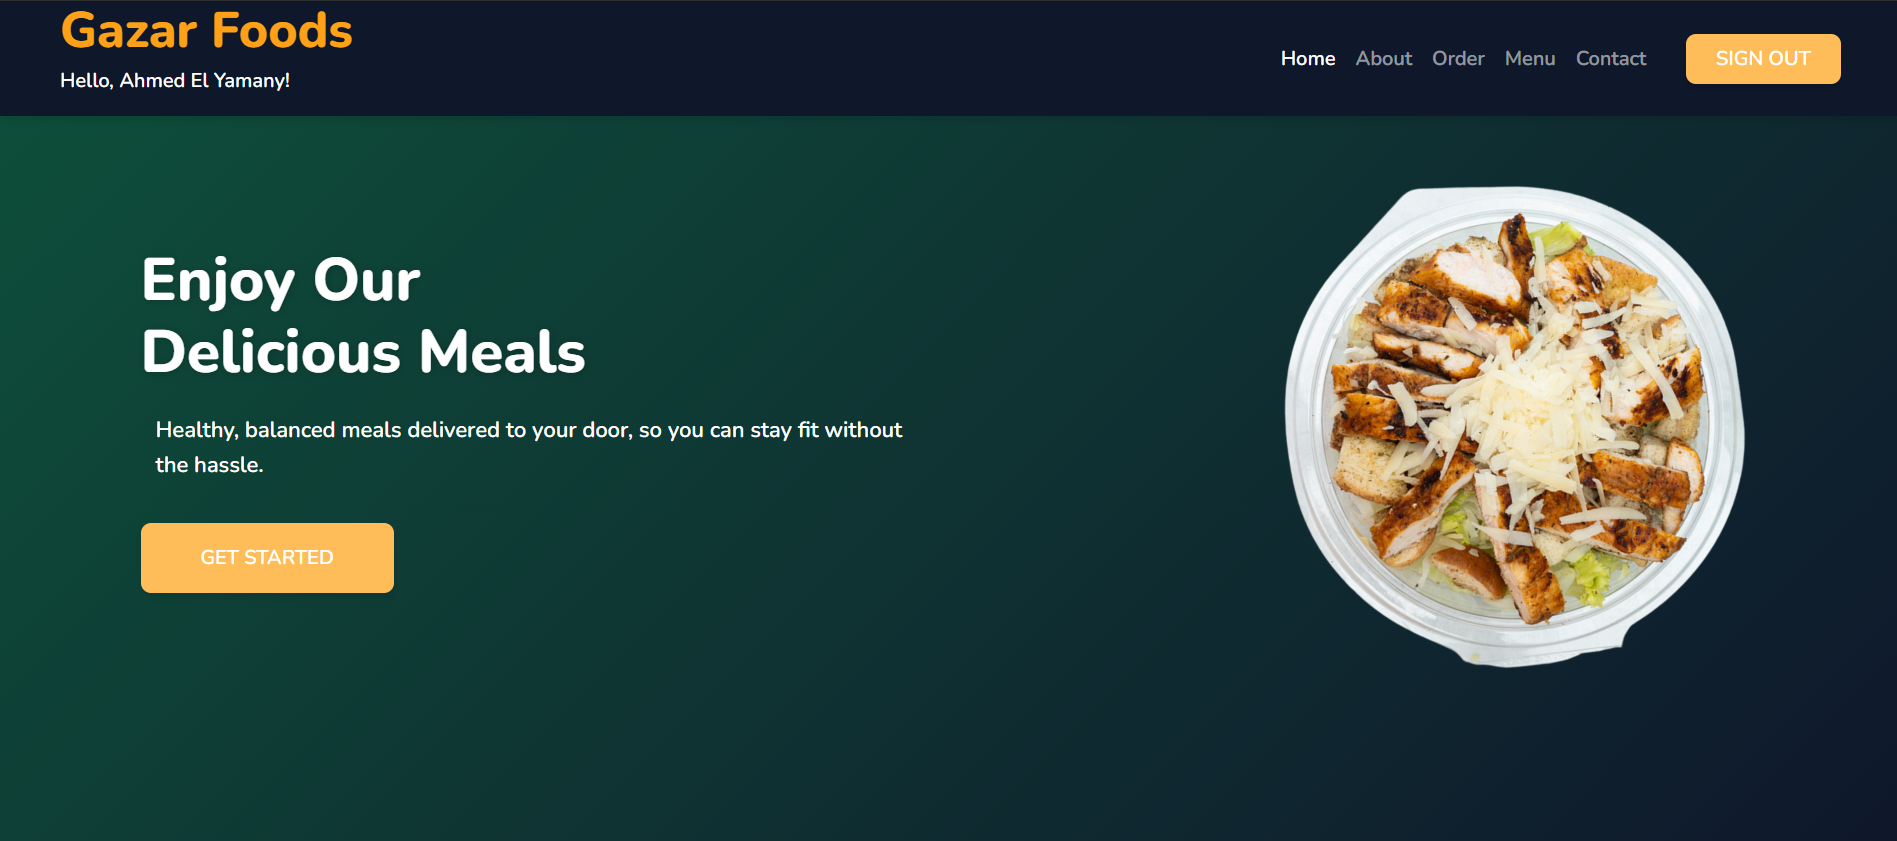 Gazar Foods
Hello, Ahmed El Yamany!
Home About Order Menu Contact SIGN OUT
Enjoy Our
Delicious Meals
Healthy, balanced meals delivered to your door, so you can stay fit without
the hassle.
GET STARTED